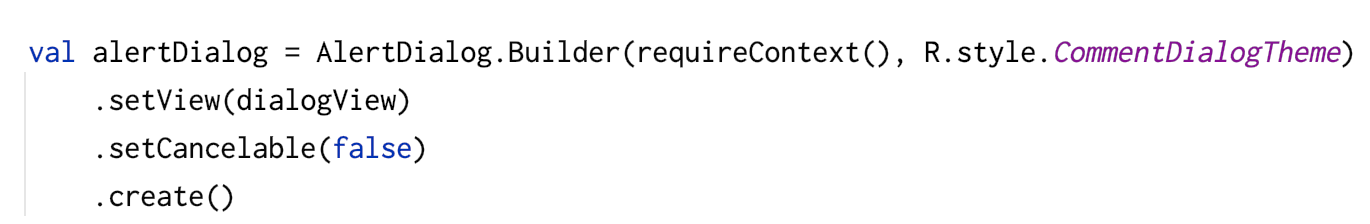 val alertDialog = AlertDialog.Builder(requireContext(), R.style.CommentDialogTheme)
    .setView(dialogView)
    .setCancelable(false)
    .create()